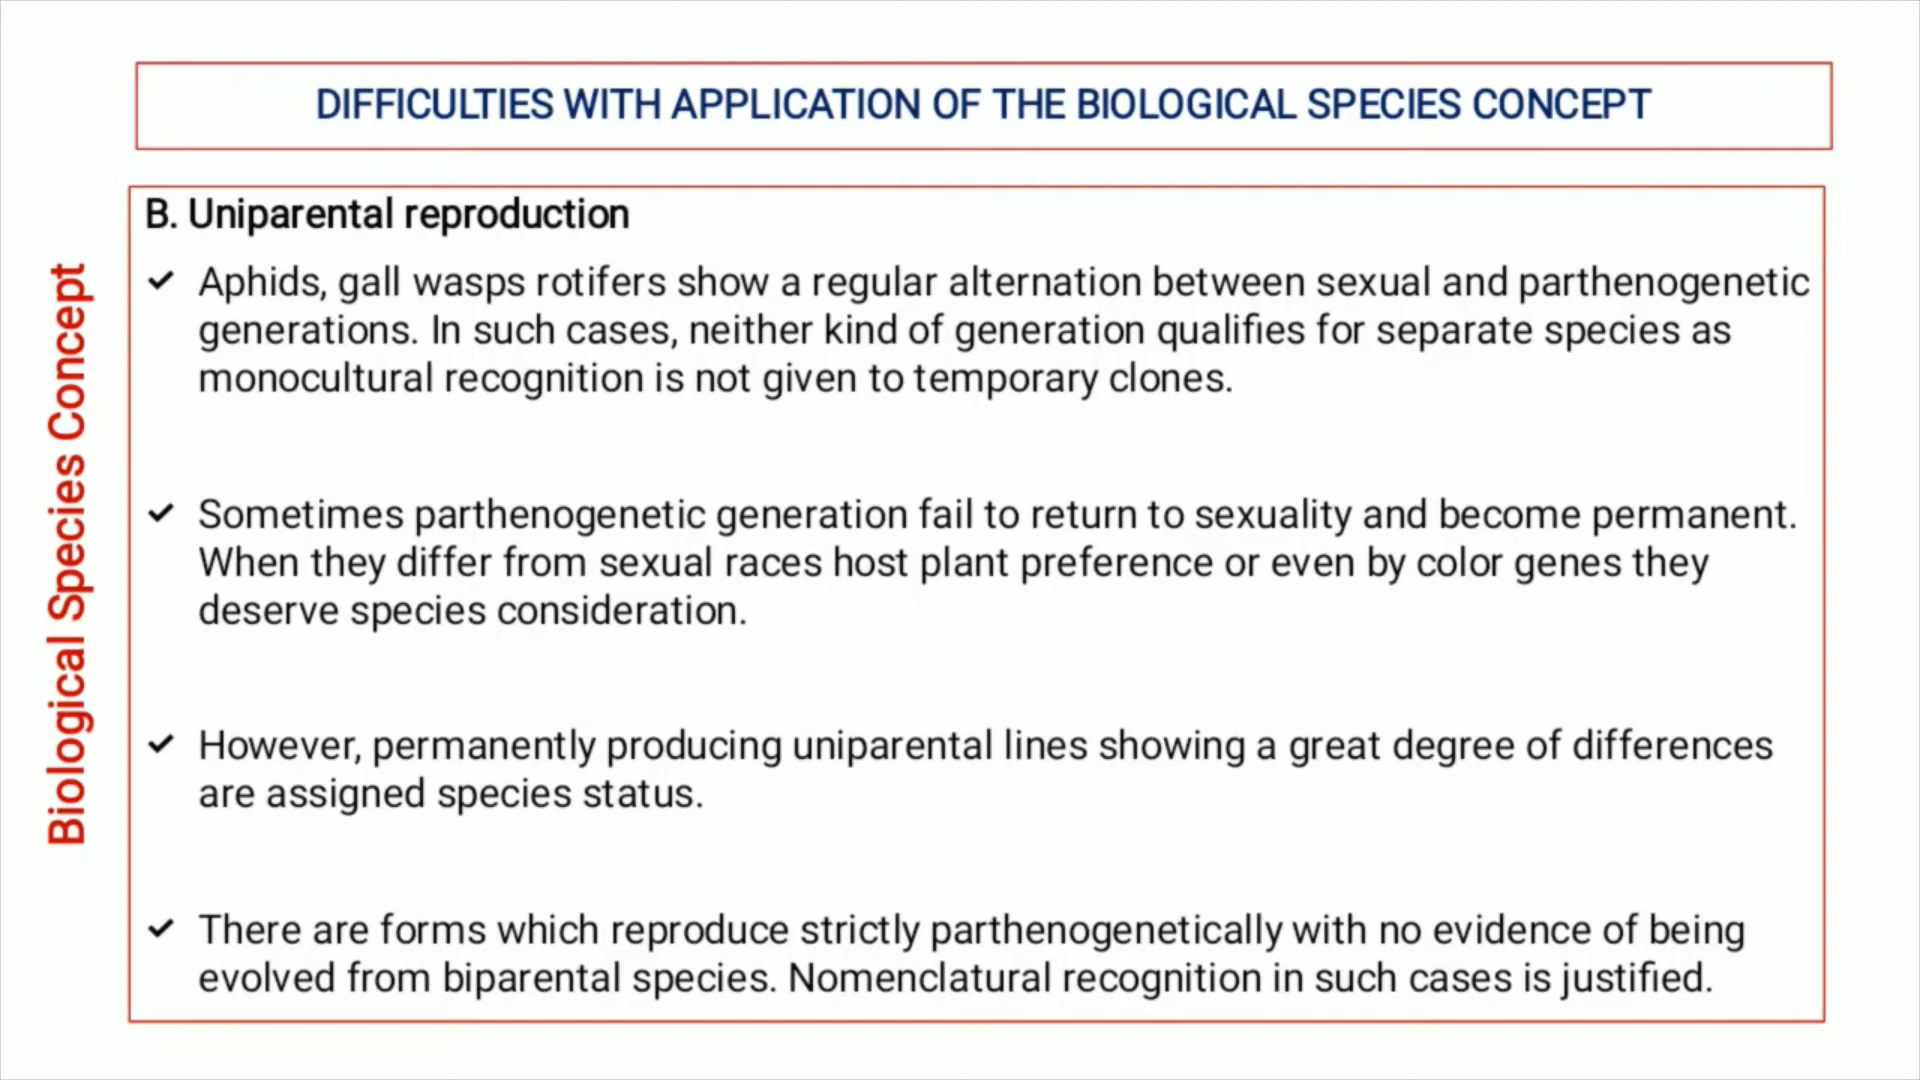 DIFFICULTIES WITH APPLICATION OF THE BIOLOGICAL SPECIES CONCEPT
Biological Species Concept
B. Uniparental reproduction
✓ Aphids, gall wasps rotifers show a regular alternation between sexual and parthenogenetic
generations. In such cases, neither kind of generation qualifies for separate species as
monocultural recognition is not given to temporary clones.
✓ Sometimes parthenogenetic generation fail to return to sexuality and become permanent.
When they differ from sexual races host plant preference or even by color genes they
deserve species consideration.
✓ However, permanently producing uniparental lines showing a great degree of differences
are assigned species status.
✓ There are forms which reproduce strictly parthenogenetically with no evidence of being
evolved from biparental species. Nomenclatural recognition in such cases is justified.